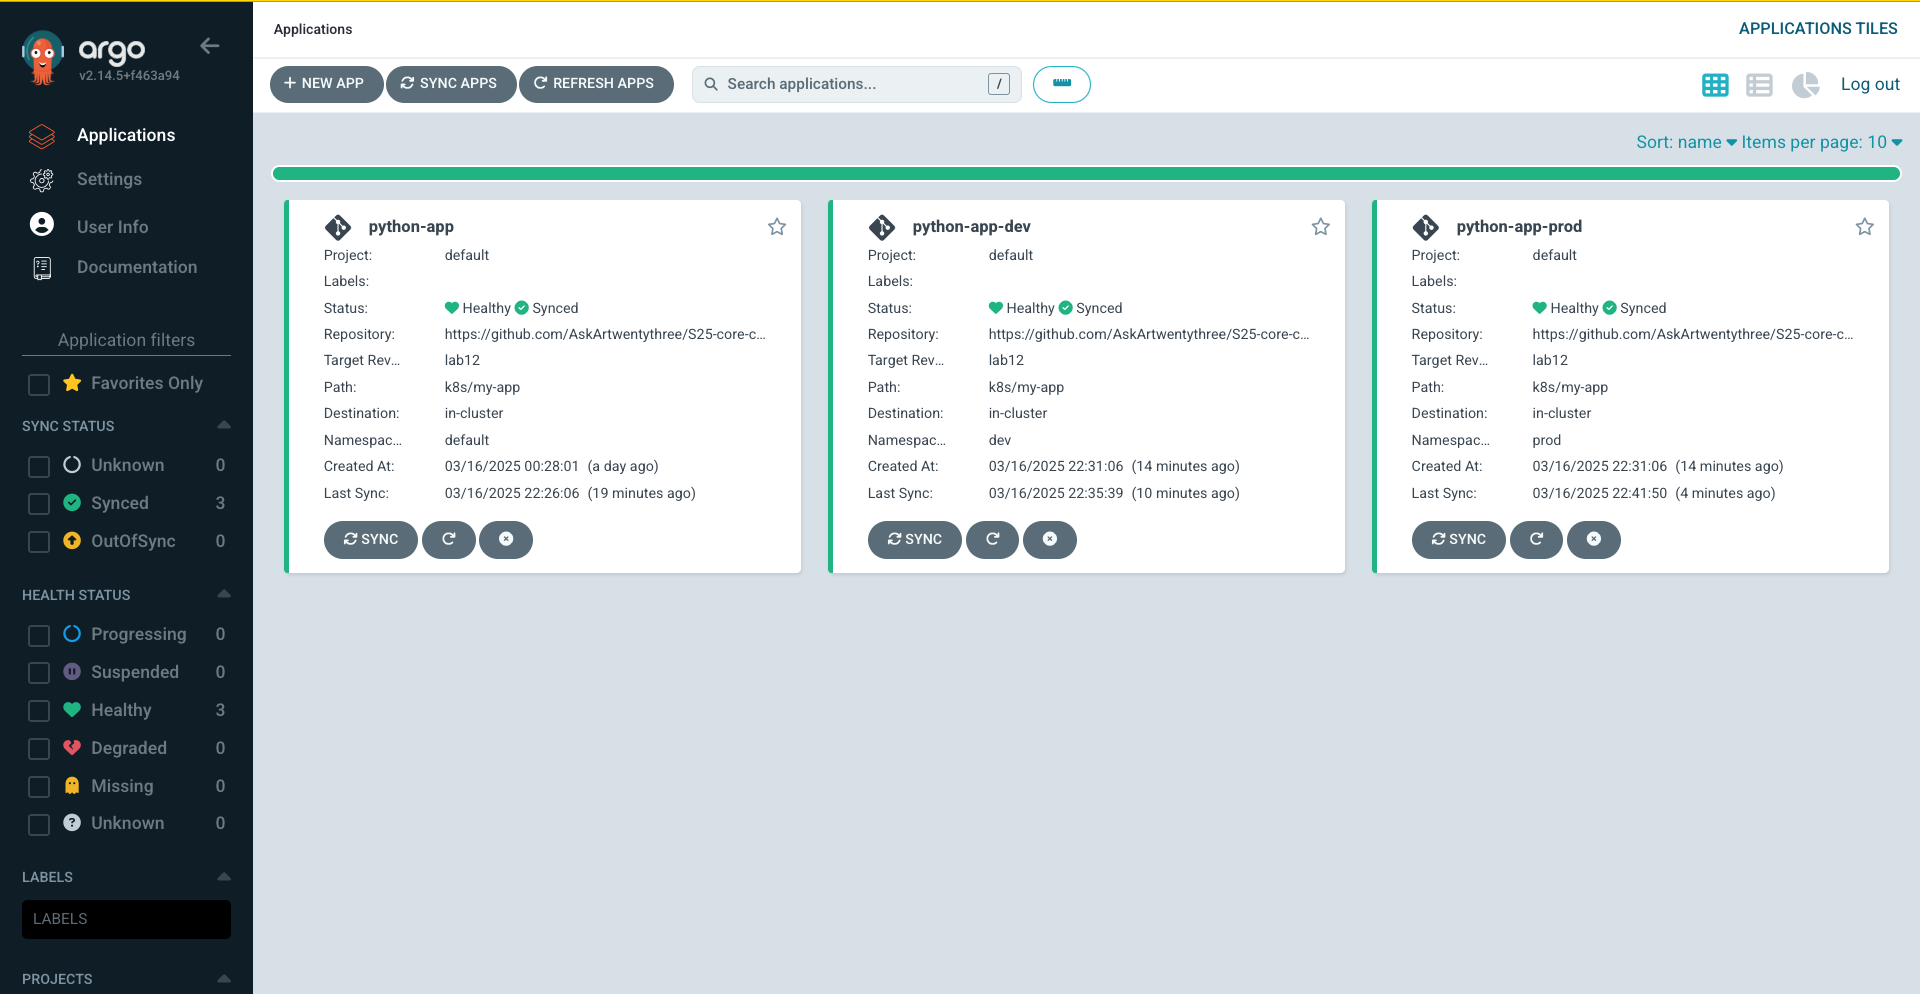 argo
v2.14.5+f463a94
Applications
Settings
User Info
Documentation
Application filters
Favorites Only
SYNC STATUS
Unknown 0
Synced 3
OutOfSync 0
HEALTH STATUS
Progressing 0
Suspended 0
Healthy 3
Degraded 0
Missing 0
Unknown 0
LABELS
LABELS
PROJECTS
Applications
APPLICATIONS TILES
NEW APP SYNC APPS REFRESH APPS Search applications... / Log out
Sort: name Items per page: 10
python-app
Project: default
Labels:
Status: Healthy Synced
Repository: https://github.com/AskArtwentythree/S25-core-c...
Target Rev... lab12
Path: k8s/my-app
Destination: in-cluster
Namespac... default
Created At: 03/16/2025 00:28:01 (a day ago)
Last Sync: 03/16/2025 22:26:06 (19 minutes ago)
SYNC
python-app-dev
Project: default
Labels:
Status: Healthy Synced
Repository: https://github.com/AskArtwentythree/S25-core-c...
Target Rev... lab12
Path: k8s/my-app
Destination: in-cluster
Namespac... dev
Created At: 03/16/2025 22:31:06 (14 minutes ago)
Last Sync: 03/16/2025 22:35:39 (10 minutes ago)
SYNC
python-app-prod
Project: default
Labels:
Status: Healthy Synced
Repository: https://github.com/AskArtwentythree/S25-core-c...
Target Rev... lab12
Path: k8s/my-app
Destination: in-cluster
Namespac... prod
Created At: 03/16/2025 22:31:06 (14 minutes ago)
Last Sync: 03/16/2025 22:41:50 (4 minutes ago)
SYNC